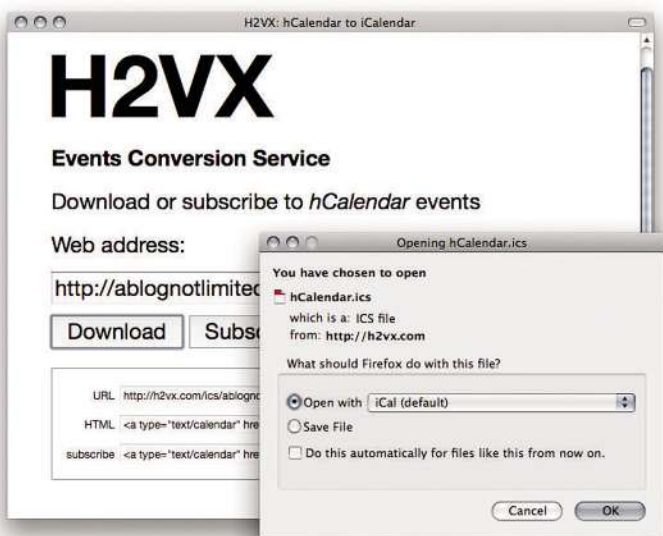 H2VX: hCalendar to iCalendar
H2VX
Events Conversion Service
Download or subscribe to hCalendar events
Web address:
http://ablognotlimited
Download
Subs
URL http://h2vx.com/ics/ablogno
HTML <a type="text/calendar" hre
subscribe <a type="text/calendar" hre
Opening hCalendar.ics
You have chosen to open
hCalendar.ics
which is a: ICS file
from: http://h2vx.com
What should Firefox do with this file?
Open with iCal (default)
Save File
Do this automatically for files like this from now on.
Cancel OK